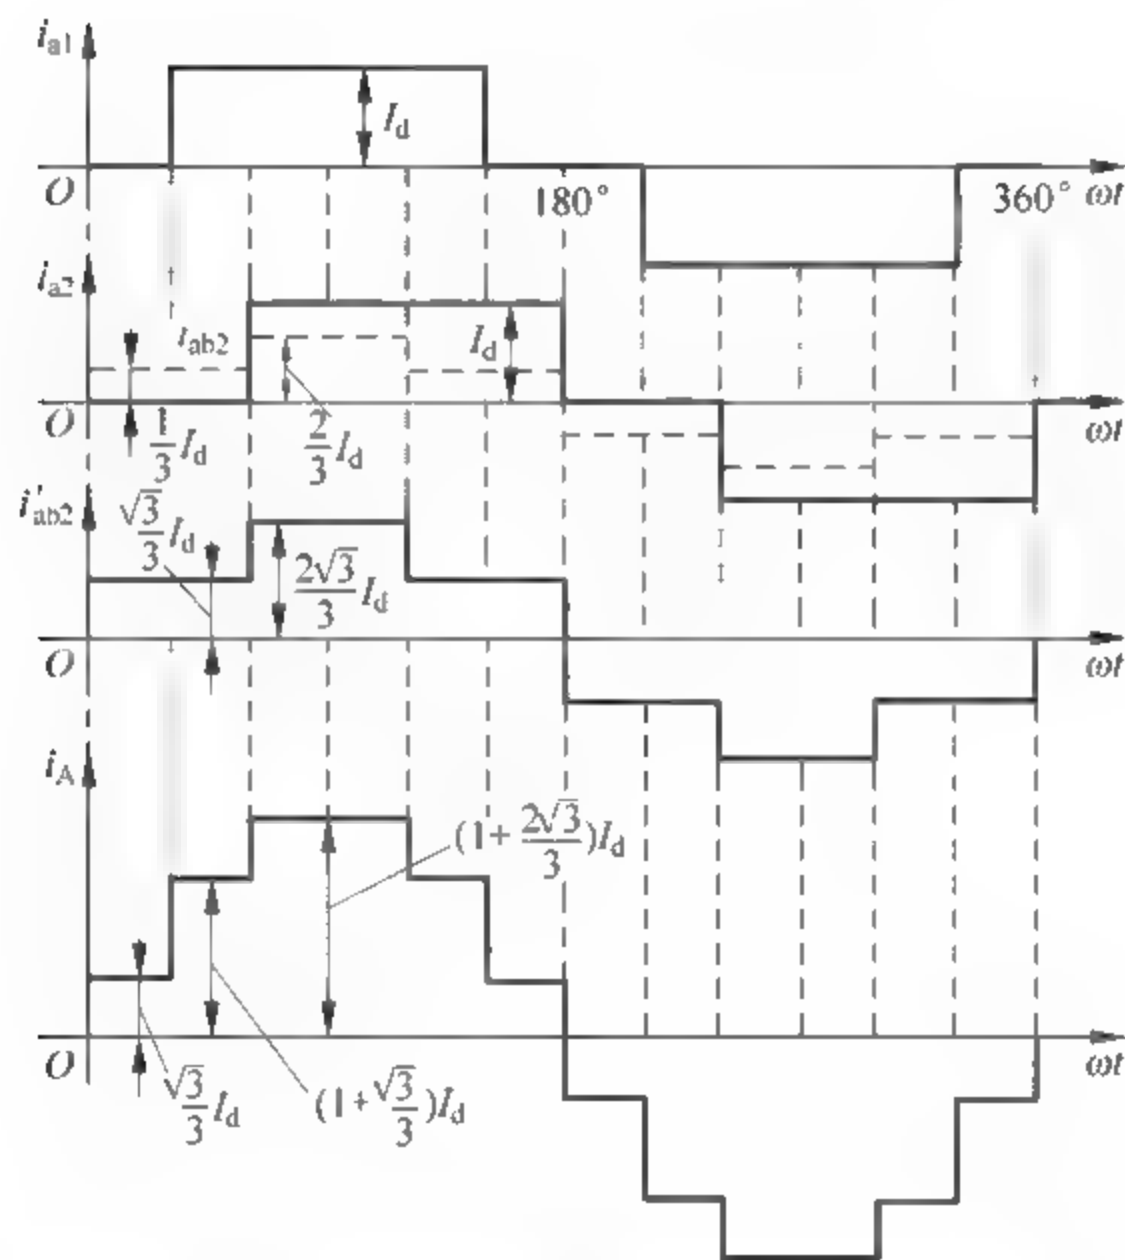 i_a1
I_d
O
180°
360°
ωt
i_a2
i_ab2
I_d
O
1/3 I_d
2/3 I_d
ωt
i'_ab2
√3/3 I_d
2√3/3 I_d
O
ωt
i_A
(1+2√3/3)I_d
O
ωt
√3/3 I_d
(1+√3/3)I_d